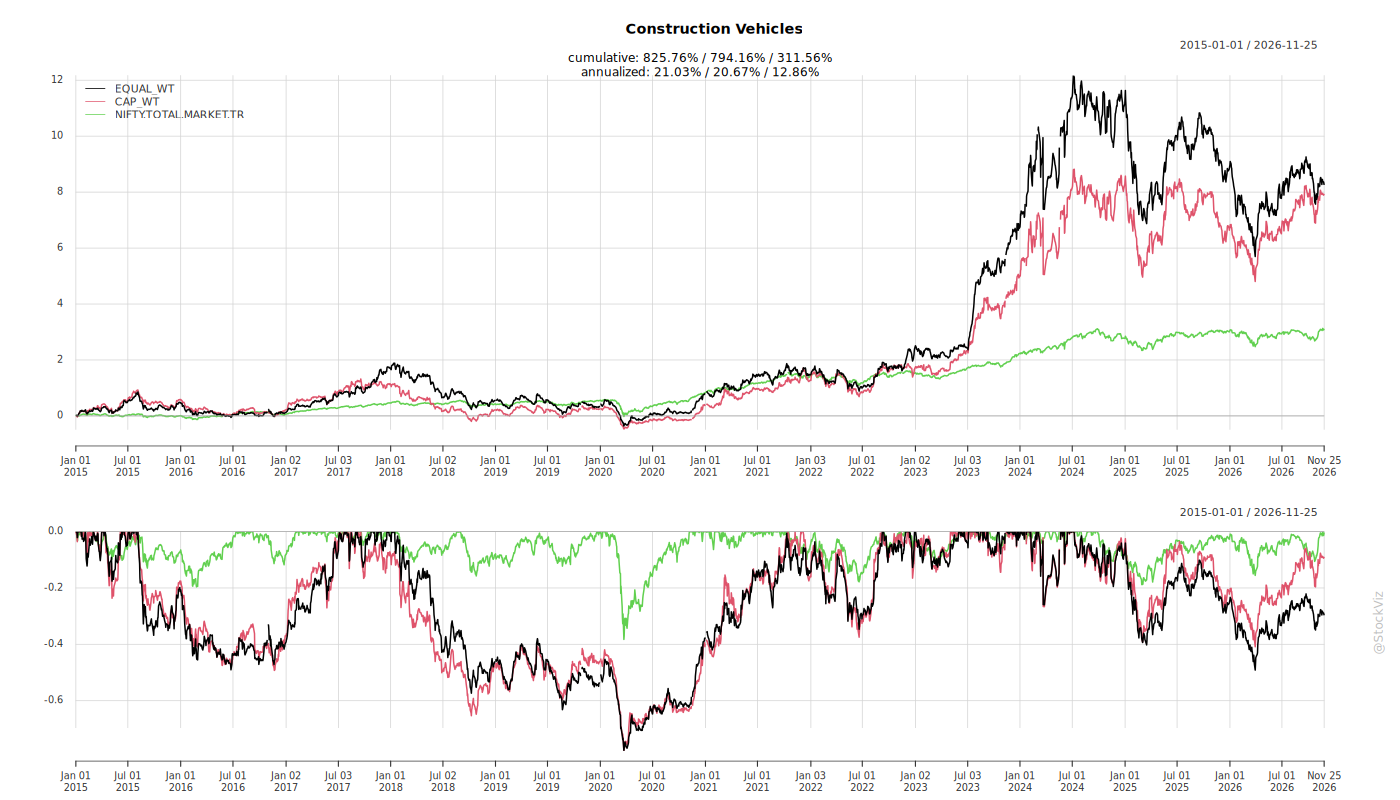 Construction Vehicles
2015-01-01 / 2026-11-25
cumulative: 825.76% / 794.16% / 311.56%
annualized: 21.03% / 20.67% / 12.86%
EQUAL_WT
CAP_WT
NIFTY.TOTAL.MARKET.TR
12
10
8
6
4
2
0
Jan 01 Jul 01 Jan 01 Jul 01 Jan 02 Jul 03 Jan 01 Jul 02 Jan 01 Jul 01 Jan 01 Jul 01 Jan 01 Jul 01 Jan 03 Jul 01 Jan 02 Jul 03 Jan 01 Jul 01 Jan 01 Jul 01 Jan 01 Jul 01 Nov 25
2015 2015 2016 2016 2017 2017 2018 2018 2019 2019 2020 2020 2021 2021 2022 2022 2023 2023 2024 2024 2025 2025 2026 2026 2026
2015-01-01 / 2026-11-25
0.0
-0.2
-0.4
-0.6
Jan 01 Jul 01 Jan 01 Jul 01 Jan 02 Jul 03 Jan 01 Jul 02 Jan 01 Jul 01 Jan 01 Jul 01 Jan 01 Jul 01 Jan 03 Jul 01 Jan 02 Jul 03 Jan 01 Jul 01 Jan 01 Jul 01 Jan 01 Jul 01 Nov 25
2015 2015 2016 2016 2017 2017 2018 2018 2019 2019 2020 2020 2021 2021 2022 2022 2023 2023 2024 2024 2025 2025 2026 2026 2026
@StockViz